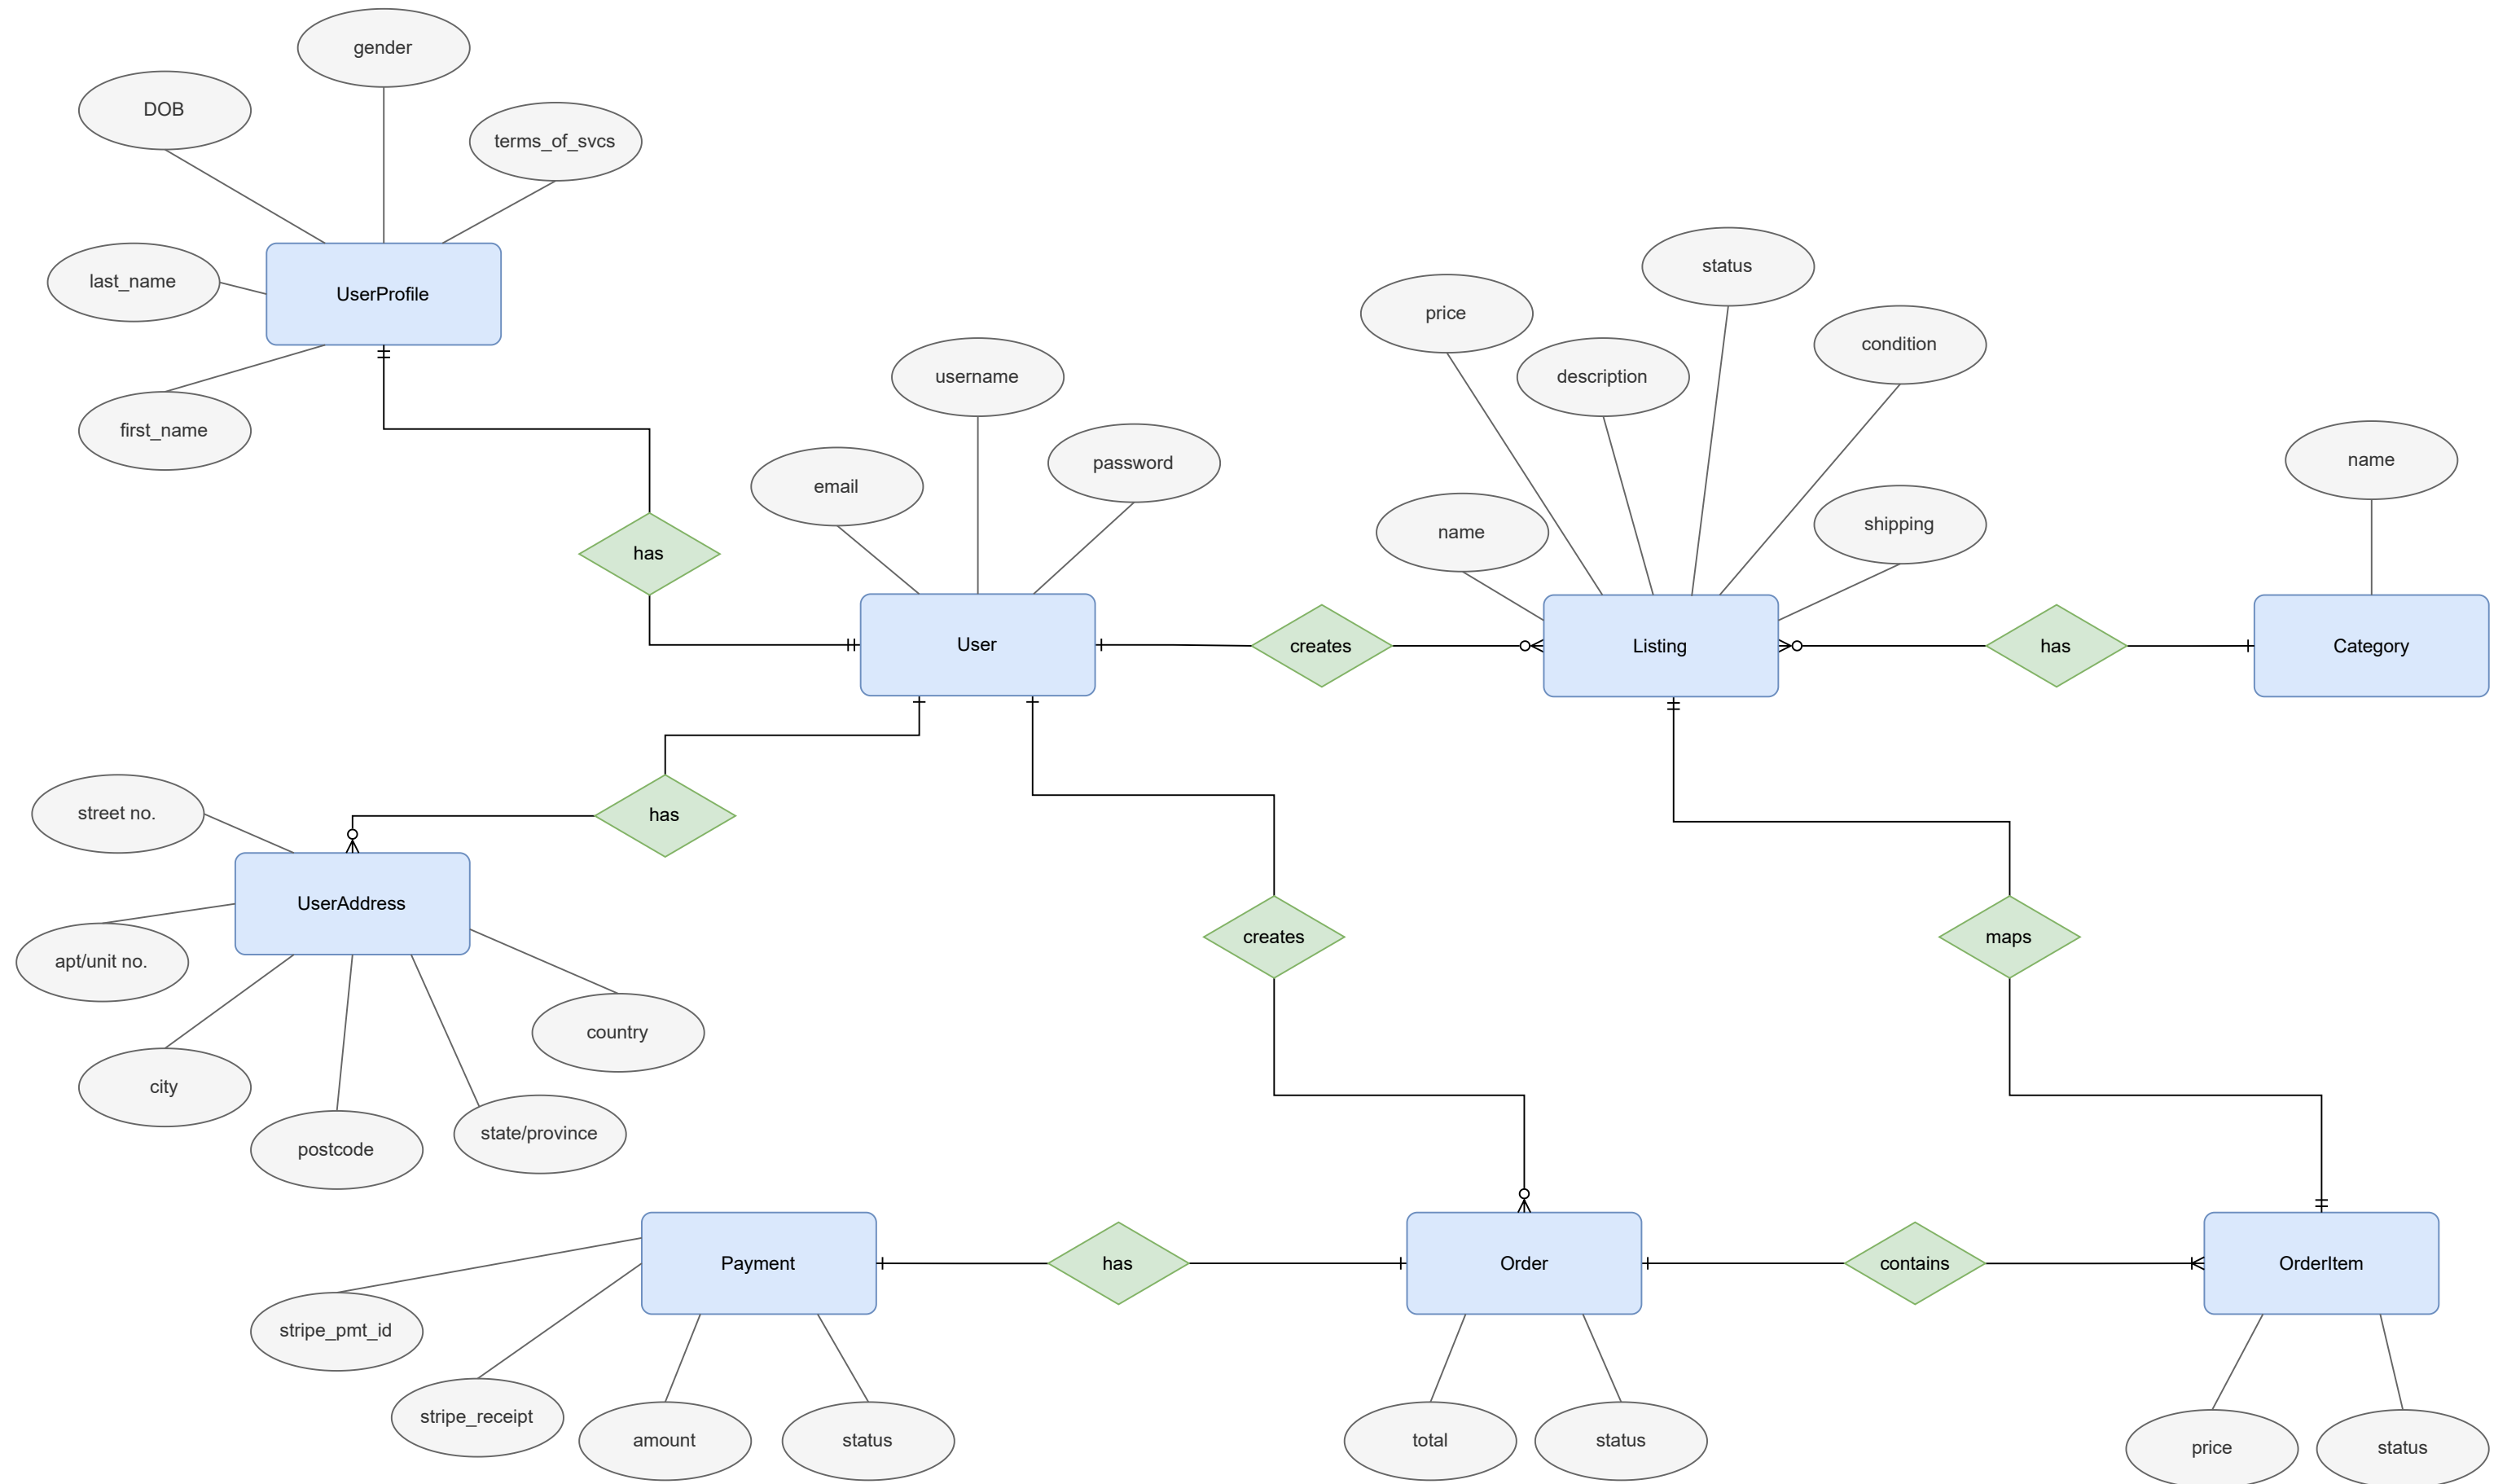 gender
DOB
terms_of_svcs
last_name
UserProfile
first_name
has
email
username
password
User
creates
price
description
status
condition
name
shipping
Listing
has
name
Category
has
street no.
UserAddress
apt/unit no.
city
postcode
state/province
country
creates
maps
Payment
has
Order
contains
OrderItem
stripe_pmt_id
stripe_receipt
amount
status
total
status
price
status